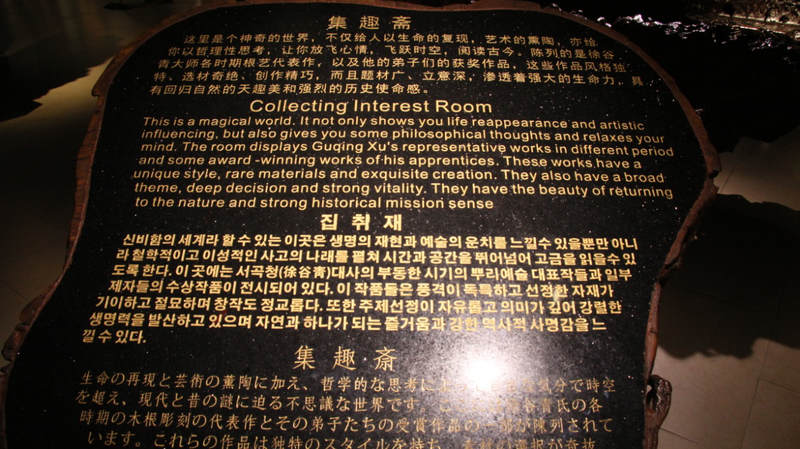 集趣斋
这里是个神奇的世界，不仅给人以生命的复现，艺术的薰陶，亦给
你以哲理性思考，让你放飞心情，飞跃时空，阅读古今。陈列的是徐谷
青大师各时期根艺代表作，以及他的弟子们的获奖作品，这些作品风格独
特、选材奇绝、创作精巧，而且题材广、立意深，渗透着强大的生命力，具
有回归自然的天趣美和强烈的历史使命感。
Collecting Interest Room
This is a magical world. It not only shows you life reappearance and artistic
influencing, but also gives you some philosophical thoughts and relaxes your
mind. The room displays Guqing Xu's representative works in different period
and some award -winning works of his apprentices. These works have a
unique style, rare materials and exquisite creation. They also have a broad
theme, deep decision and strong vitality. They have the beauty of returning
to the nature and strong historical mission sense
집 취 재
신비함의 세계라 할 수 있는 이곳은 생명의 재현과 예술의 운치를 느낄수 있을뿐만 아니
라 철학적이고 이성적인 사고의 나래를 펼쳐 시간과 공간을 뛰어넘어 고금을 읽을수 있
도록 한다. 이 곳에는 서곡청(徐谷青)대사의 부동한 시기의 뿌리예술 대표작들과 일부
제자들의 수상작품이 전시되어 있다. 이 작품들은 풍격이 독특하고 선정한 자재가
기이하고 절묘하며 창작도 정교롭다. 또한 주제선정이 자유롭고 의미가 깊어 강렬한
생명력을 발산하고 있으며 자연과 하나가 되는 즐거움과 강한 역사적 사명감을 느
낄 수 있다.
集 趣 · 斎
生命の再現と芸術の薫陶に加え、哲学的な思考に 気分で時空
を超え、現代と昔の謎に迫る不思議な世界です。 谷青氏の各
時期の木根彫刻の代表作とその弟子たちの受賞作品の一部が陳列されて
います。これらの作品は独特のスタイルを持ち、 の選択が奇抜